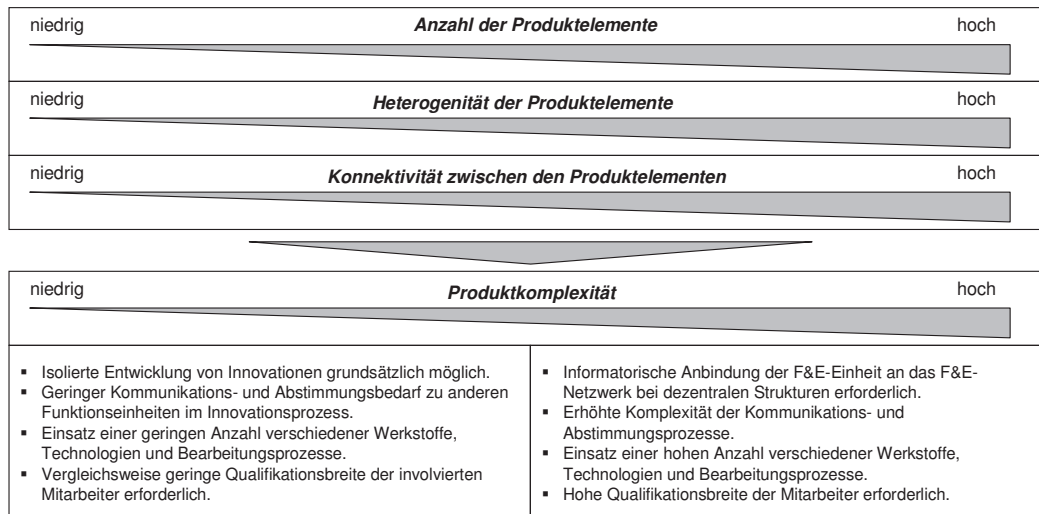 niedrig Anzahl der Produktelemente hoch
niedrig Heterogenität der Produktelemente hoch
niedrig Konnektivität zwischen den Produktelementen hoch
niedrig Produktkomplexität hoch
▪ Isolierte Entwicklung von Innovationen grundsätzlich möglich.
▪ Geringer Kommunikations- und Abstimmungsbedarf zu anderen
Funktionseinheiten im Innovationsprozess.
▪ Einsatz einer geringen Anzahl verschiedener Werkstoffe,
Technologien und Bearbeitungsprozesse.
▪ Vergleichsweise geringe Qualifikationsbreite der involvierten
Mitarbeiter erforderlich.
▪ Informatorische Anbindung der F&E-Einheit an das F&E-
Netzwerk bei dezentralen Strukturen erforderlich.
▪ Erhöhte Komplexität der Kommunikations- und
Abstimmungsprozesse.
▪ Einsatz einer hohen Anzahl verschiedener Werkstoffe,
Technologien und Bearbeitungsprozesse.
▪ Hohe Qualifikationsbreite der Mitarbeiter erforderlich.